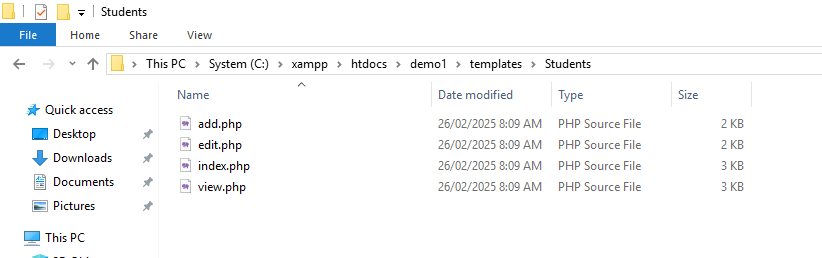 Students
File Home Share View
This PC > System (C:) > xampp > htdocs > demo1 > templates > Students
Name Date modified Type Size
Quick access
Desktop
Downloads
Documents
Pictures
This PC
add.php 26/02/2025 8:09 AM PHP Source File 2 KB
edit.php 26/02/2025 8:09 AM PHP Source File 2 KB
index.php 26/02/2025 8:09 AM PHP Source File 3 KB
view.php 26/02/2025 8:09 AM PHP Source File 3 KB